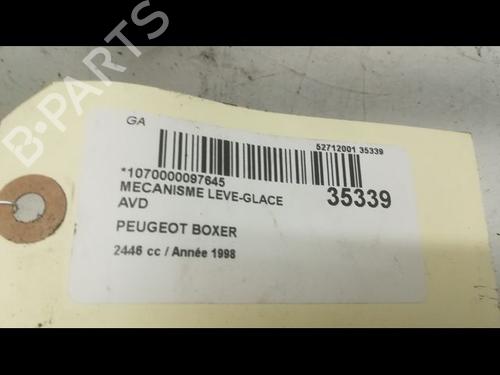 B-PARTS
GA
52712001 35339
*1070000097645
MECANISME LEVE-GLACE
AVD
35339
PEUGEOT BOXER
2446 cc / Année 1998